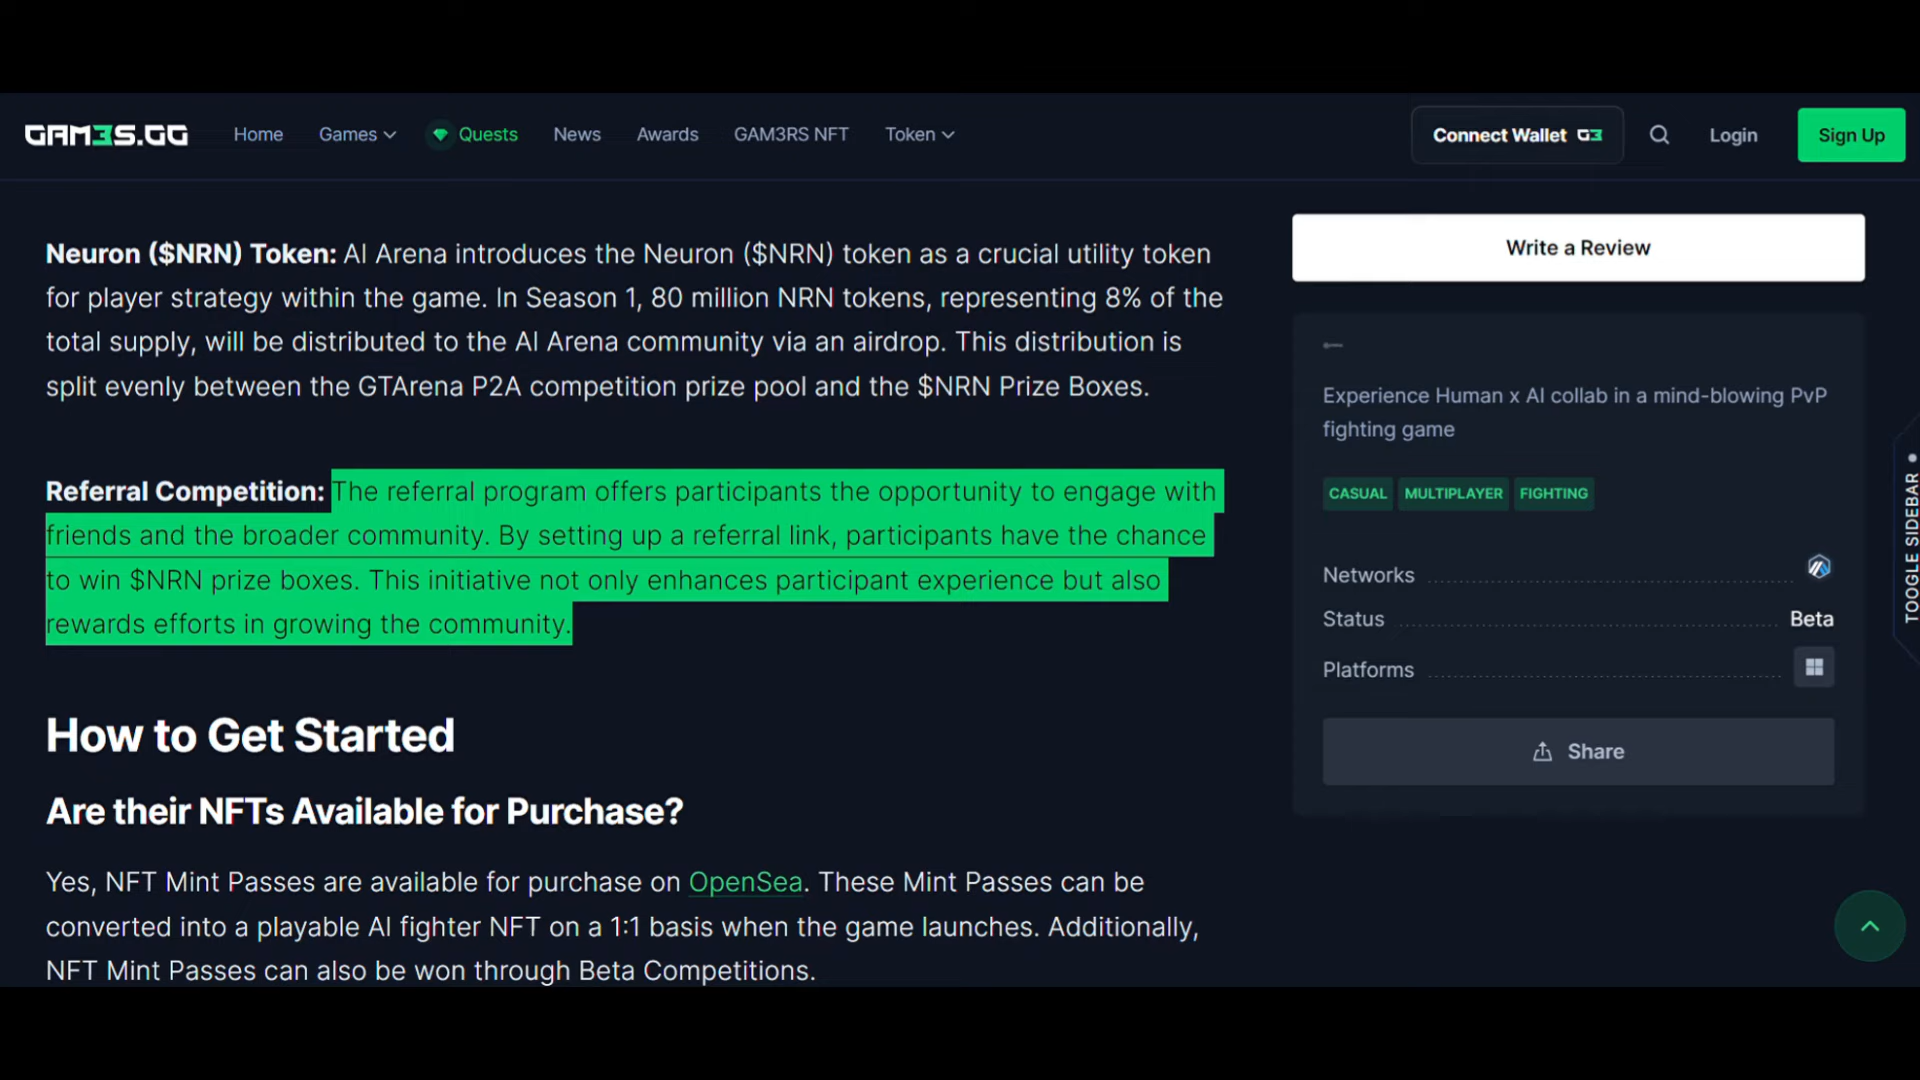 GAM3S.GG
Home
Games
Quests
News
Awards
GAM3RS NFT
Token
Connect Wallet G3
Login
Sign Up
Neuron ($NRN) Token: AI Arena introduces the Neuron ($NRN) token as a crucial utility token
for player strategy within the game. In Season 1, 80 million NRN tokens, representing 8% of the
total supply, will be distributed to the AI Arena community via an airdrop. This distribution is
split evenly between the GTArena P2A competition prize pool and the $NRN Prize Boxes.
Referral Competition: The referral program offers participants the opportunity to engage with
friends and the broader community. By setting up a referral link, participants have the chance
to win $NRN prize boxes. This initiative not only enhances participant experience but also
rewards efforts in growing the community.
How to Get Started
Are their NFTs Available for Purchase?
Yes, NFT Mint Passes are available for purchase on OpenSea. These Mint Passes can be
converted into a playable AI fighter NFT on a 1:1 basis when the game launches. Additionally,
NFT Mint Passes can also be won through Beta Competitions.
Write a Review
Experience Human x AI collab in a mind-blowing PvP
fighting game
CASUAL
MULTIPLAYER
FIGHTING
Networks
Status
Beta
Platforms
Share
TOOGLE SIDEBAR